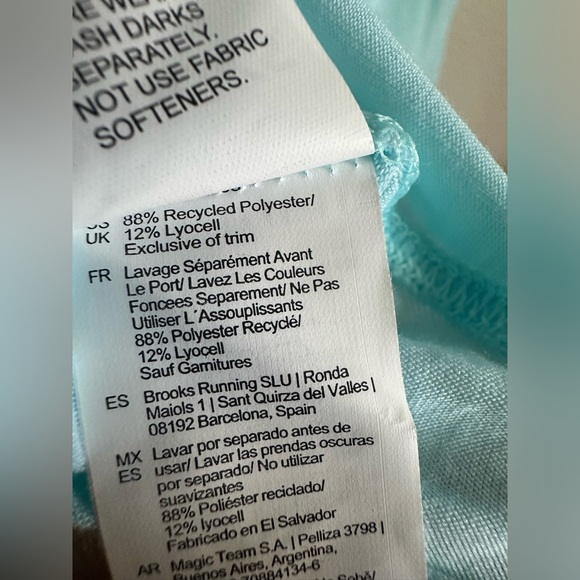 ASH DARKS
SEPARATELY.
NOT USE FABRIC
SOFTENERS.
US 88% Recycled Polyester/
UK 12% Lyocell
Exclusive of trim
FR Lavage Séparément Avant
Le Port/ Lavez Les Couleurs
Foncees Separement/ Ne Pas
Utiliser L´Assouplissants
88% Polyester Recyclé/
12% Lyocell
Sauf Garnitures
ES Brooks Running SLU | Ronda
Maiols 1 | Sant Quirza del Valles |
08192 Barcelona, Spain
MX Lavar por separado antes de
ES usar/ Lavar las prendas oscuras
por separado/ No utilizar
suavizantes
88% Poliéster reciclado/
12% lyocell
Fabricado en El Salvador
AR Magic Team S.A. | Pelliza 3798 |
Buenos Aires, Argentina,
70884134-6